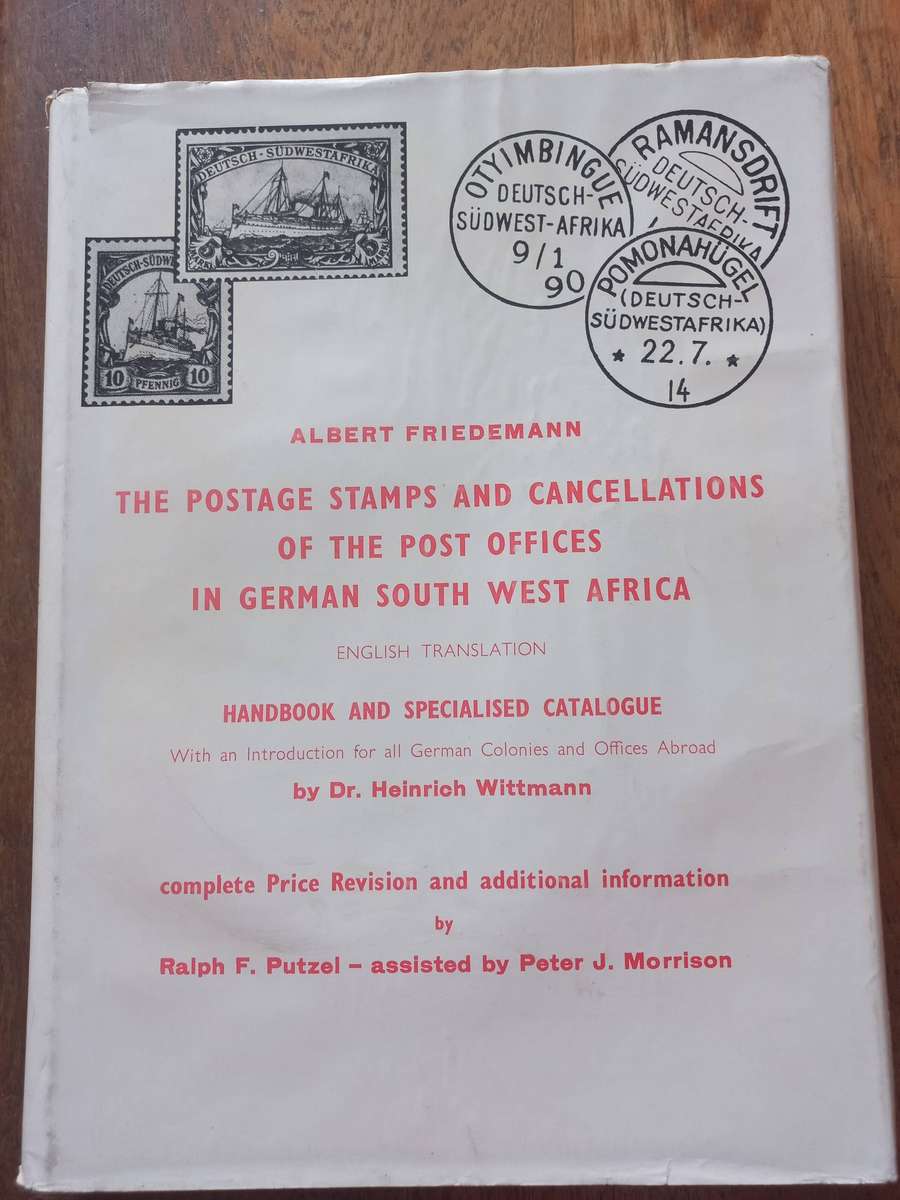 DEUTSCH-SÜDWESTAFRIKA
DEUTSCH-SÜDW
10 PFENNIG 10
OTYIMBINGUE
DEUTSCH-
SÜDWEST-AFRIKA
9/1
90
RAMANSDRIFT
DEUTSCH-
SÜDWESTAFRIKA
POMONAHÜGEL
(DEUTSCH-
SÜDWESTAFRIKA)
* 22.7. *
14
ALBERT FRIEDEMANN
THE POSTAGE STAMPS AND CANCELLATIONS
OF THE POST OFFICES
IN GERMAN SOUTH WEST AFRICA
ENGLISH TRANSLATION
HANDBOOK AND SPECIALISED CATALOGUE
With an Introduction for all German Colonies and Offices Abroad
by Dr. Heinrich Wittmann
complete Price Revision and additional information
by
Ralph F. Putzel – assisted by Peter J. Morrison